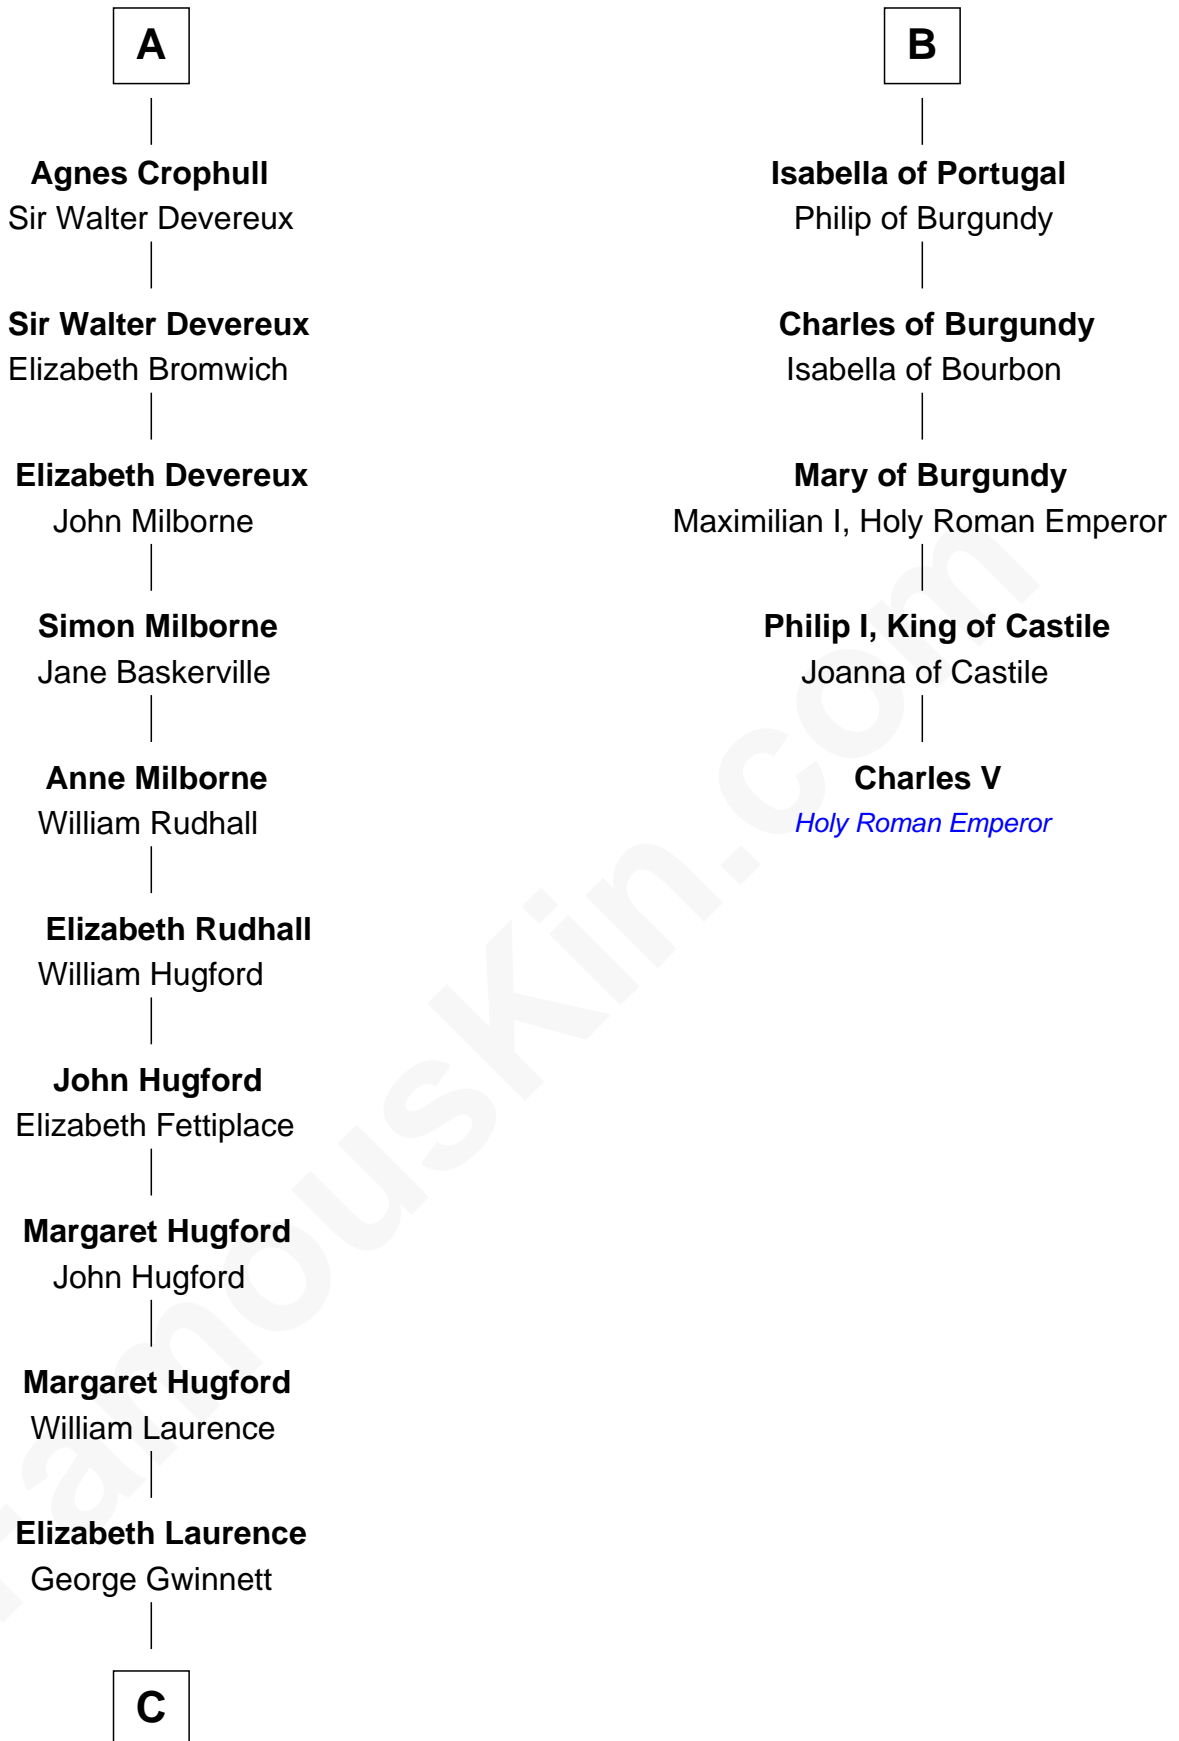 A
Agnes Crophull
Sir Walter Devereux
Sir Walter Devereux
Elizabeth Bromwich
Elizabeth Devereux
John Milborne
Simon Milborne
Jane Baskerville
Anne Milborne
William Rudhall
Elizabeth Rudhall
William Hugford
John Hugford
Elizabeth Fettiplace
Margaret Hugford
John Hugford
Margaret Hugford
William Laurence
Elizabeth Laurence
George Gwinnett
C
B
Isabella of Portugal
Philip of Burgundy
Charles of Burgundy
Isabella of Bourbon
Mary of Burgundy
Maximilian I, Holy Roman Emperor
Philip I, King of Castile
Joanna of Castile
Charles V
Holy Roman Emperor
FamousKin.com